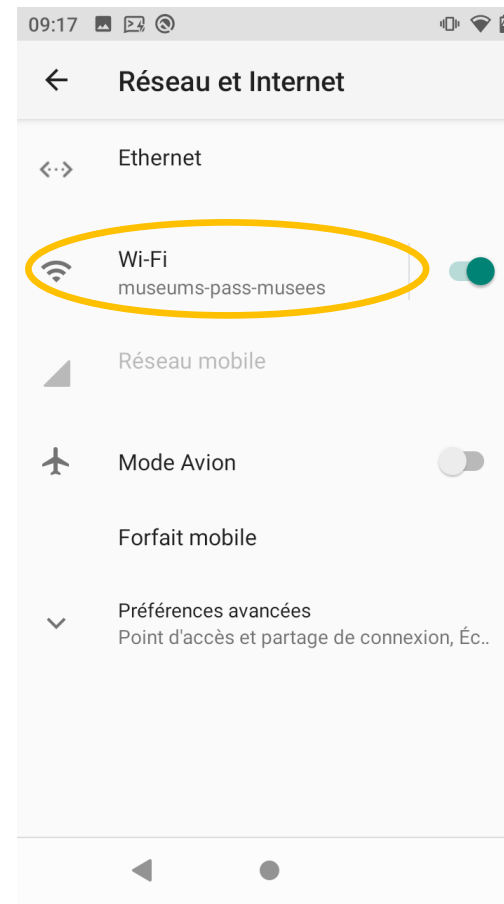 09:17
Réseau et Internet
Ethernet
Wi-Fi
museums-pass-musees
Réseau mobile
Mode Avion
Forfait mobile
Préférences avancées
Point d'accès et partage de connexion, Éc..